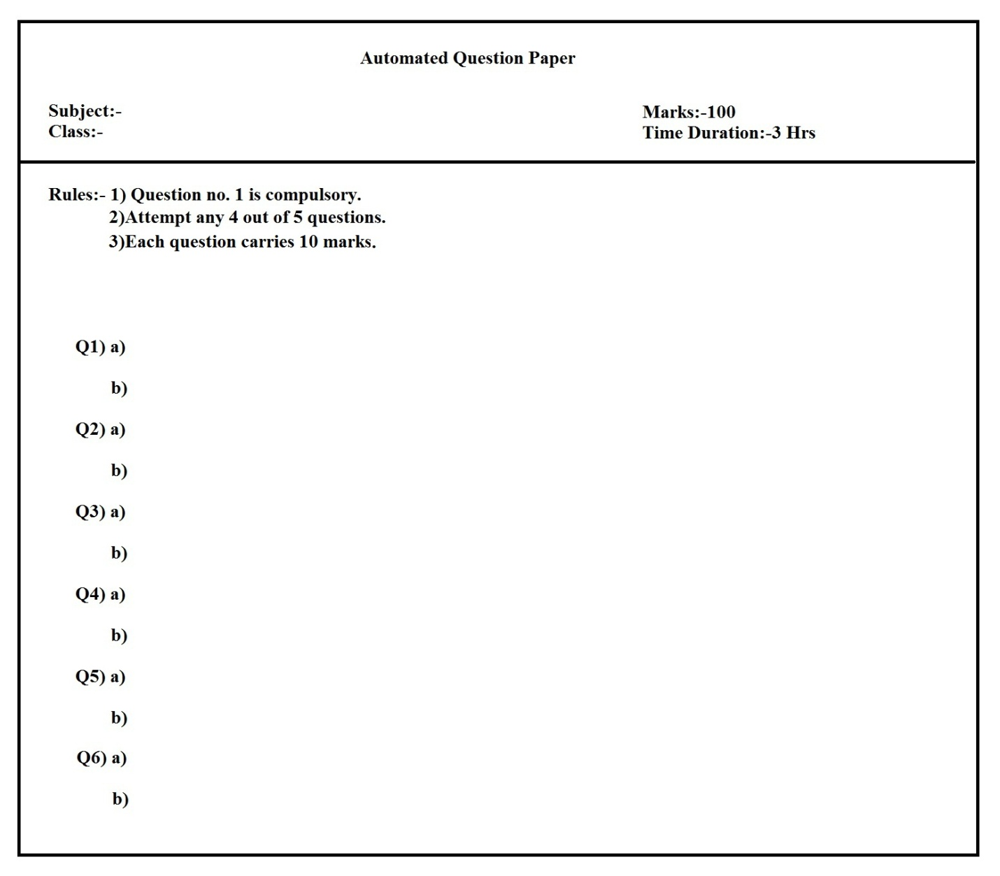 Automated Question Paper
Subject:-
Marks:-100
Class:-
Time Duration:-3 Hrs
Rules:- 1) Question no. 1 is compulsory.
2)Attempt any 4 out of 5 questions.
3)Each question carries 10 marks.
Q1) a)
b)
Q2) a)
b)
Q3) a)
b)
Q4) a)
b)
Q5) a)
b)
Q6) a)
b)